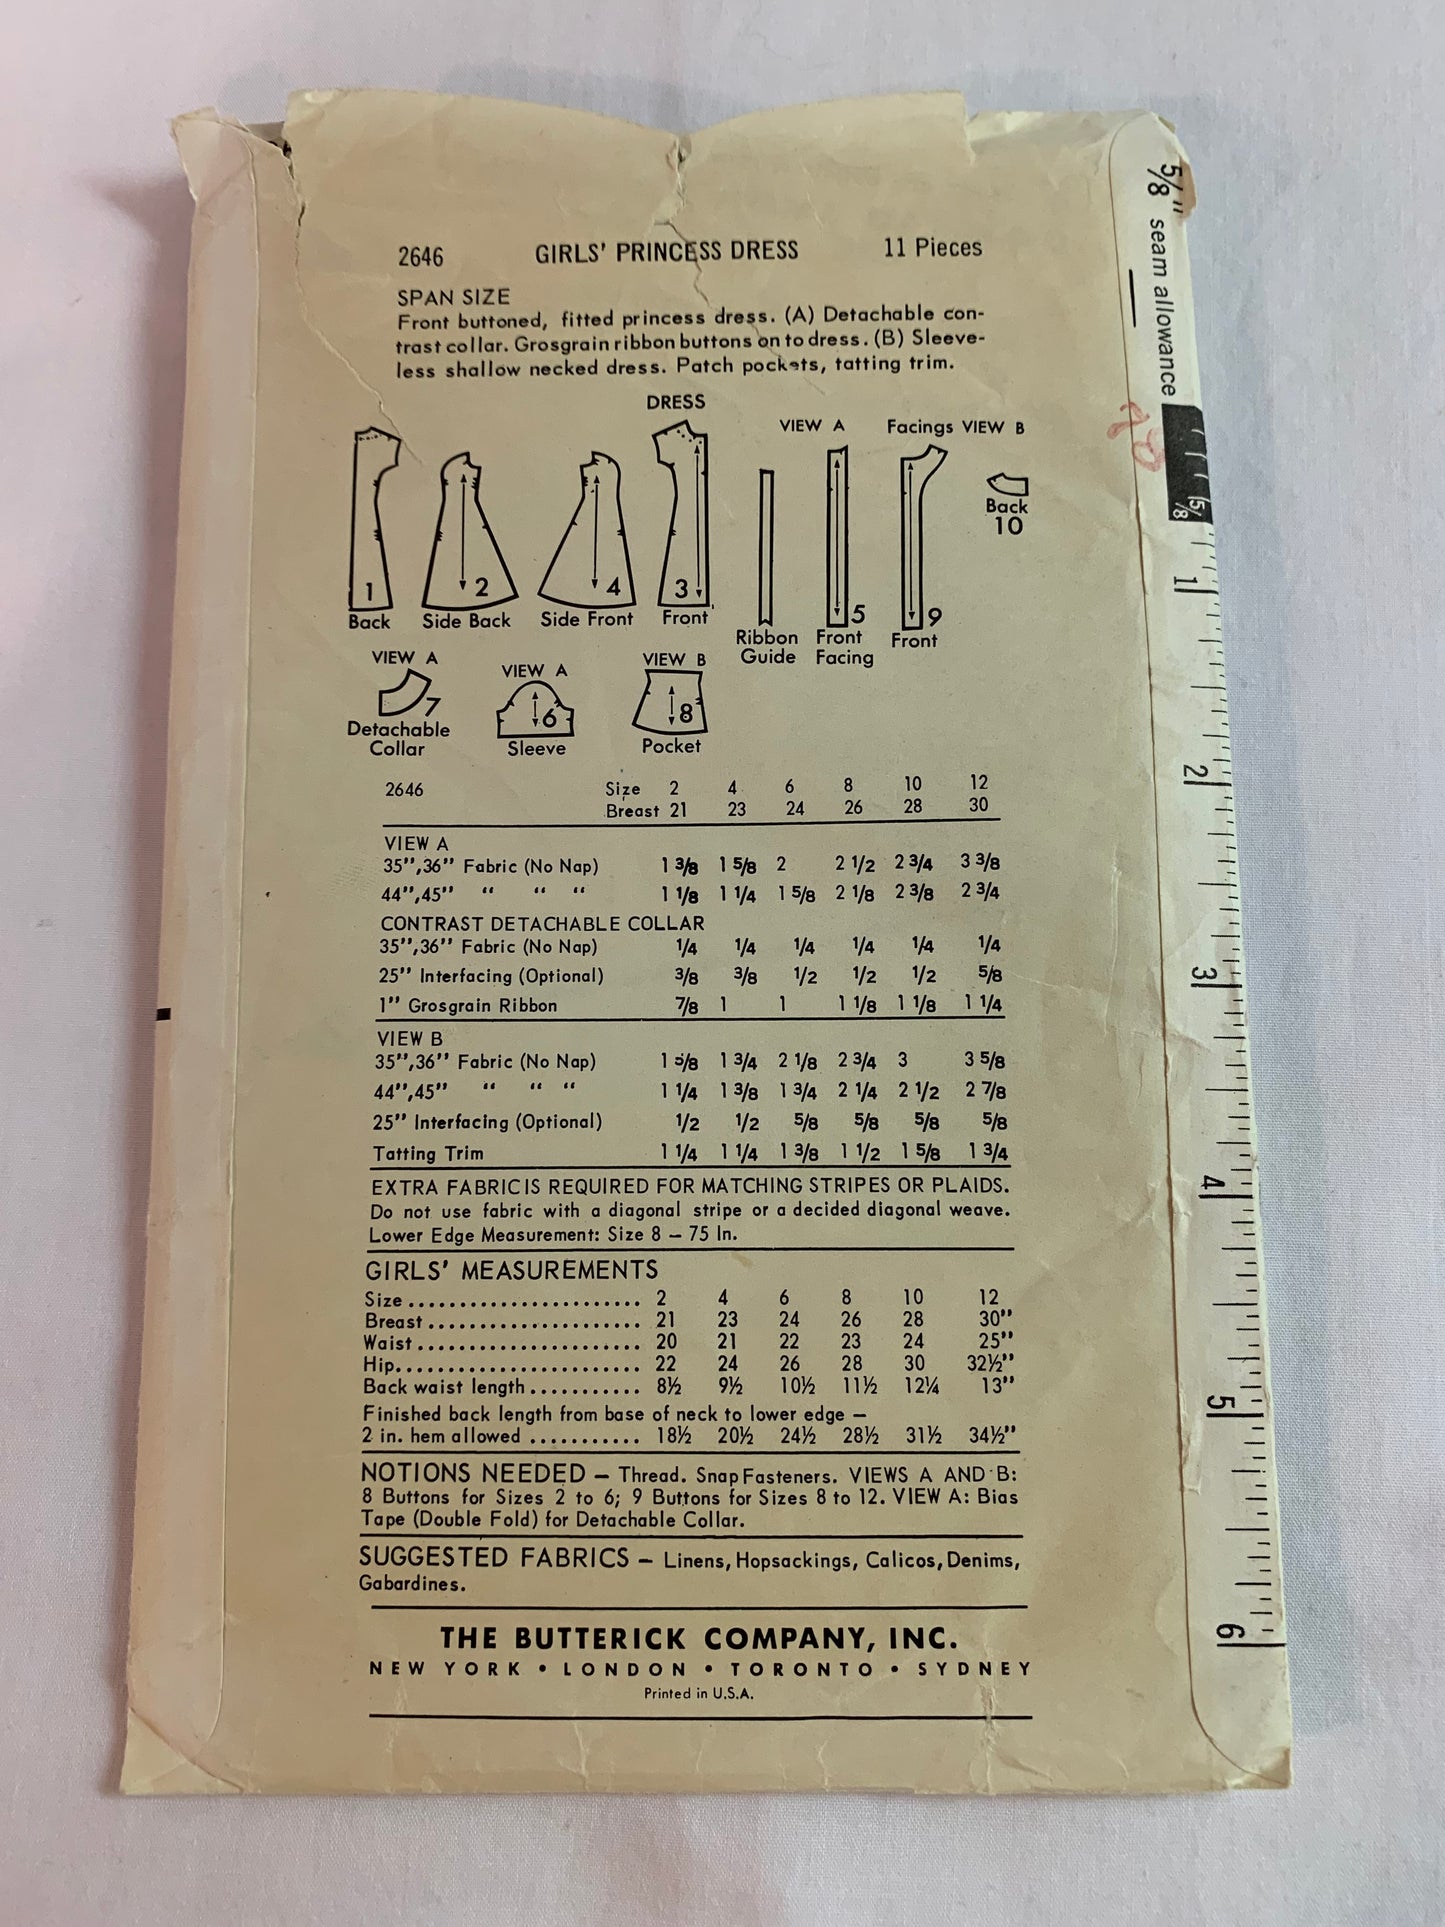 2646 GIRLS' PRINCESS DRESS 11 Pieces
SPAN SIZE
Front buttoned, fitted princess dress. (A) Detachable con-
trast collar. Grosgrain ribbon buttons on to dress. (B) Sleeve-
less shallow necked dress. Patch pockets, tatting trim.
DRESS
VIEW A Facings VIEW B
1 2 4 3 5 9
Back
10
Back Side Back Side Front Front
Ribbon Front Front
Guide Facing
VIEW A VIEW A VIEW B
7 6 8
Detachable
Collar Sleeve Pocket
2646 Size 2 4 6 8 10 12
Breast 21 23 24 26 28 30
VIEW A
35",36" Fabric (No Nap) 1 3/8 1 5/8 2 2 1/2 2 3/4 3 3/8
44",45" " " " 1 1/8 1 1/4 1 5/8 2 1/8 2 3/8 2 3/4
CONTRAST DETACHABLE COLLAR
35",36" Fabric (No Nap) 1/4 1/4 1/4 1/4 1/4 1/4
25" Interfacing (Optional) 3/8 3/8 1/2 1/2 1/2 5/8
1" Grosgrain Ribbon 7/8 1 1 1 1/8 1 1/8 1 1/4
VIEW B
35",36" Fabric (No Nap) 1 5/8 1 3/4 2 1/8 2 3/4 3 3 5/8
44",45" " " " 1 1/4 1 3/8 1 3/4 2 1/4 2 1/2 2 7/8
25" Interfacing (Optional) 1/2 1/2 5/8 5/8 5/8 5/8
Tatting Trim 1 1/4 1 1/4 1 3/8 1 1/2 1 5/8 1 3/4
EXTRA FABRIC IS REQUIRED FOR MATCHING STRIPES OR PLAIDS.
Do not use fabric with a diagonal stripe or a decided diagonal weave.
Lower Edge Measurement: Size 8 – 75 In.
GIRLS' MEASUREMENTS
Size ....................... 2 4 6 8 10 12
Breast ..................... 21 23 24 26 28 30"
Waist ...................... 20 21 22 23 24 25"
Hip........................ 22 24 26 28 30 32½"
Back waist length ........... 8½ 9½ 10½ 11½ 12¼ 13"
Finished back length from base of neck to lower edge –
2 in. hem allowed ........... 18½ 20½ 24½ 28½ 31½ 34½"
NOTIONS NEEDED – Thread. Snap Fasteners. VIEWS A AND B:
8 Buttons for Sizes 2 to 6; 9 Buttons for Sizes 8 to 12. VIEW A: Bias
Tape (Double Fold) for Detachable Collar.
SUGGESTED FABRICS – Linens, Hopsackings, Calicos, Denims,
Gabardines.
THE BUTTERICK COMPANY, INC.
NEW YORK • LONDON • TORONTO • SYDNEY
Printed in U.S.A.
5/8" seam allowance
5/8
1
2
3
4
5
6